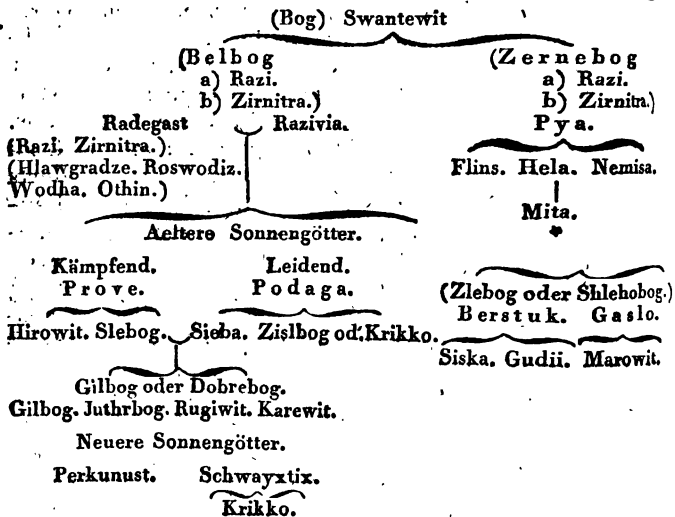 (Bog) Swantewit
(Belbog (Zernebog
a) Razi. a) Razi.
b) Zirnitra.) b) Zirnitra.)
Radegast Razivia. Pya.
(Razi, Zirnitra.)
(Hlawgradze. Roswodiz. Flins. Hela. Nemisa.
Wodha. Othin.)
Mita.
Aeltere Sonnengötter.
Kämpfend. Leidend.
Prove. Podaga. (Zlebog oder Shlehobog.)
Berstuk. Gaslo.
Hirowit. Slebog. Sieba. Zislbog od. Krikko.
Siska. Gudii. Marowit.
Gilbog oder Dobrebog.
Gilbog. Juthrbog. Rugiwit. Karewit.
Neuere Sonnengötter.
Perkunust. Schwayxtix.
Krikko.